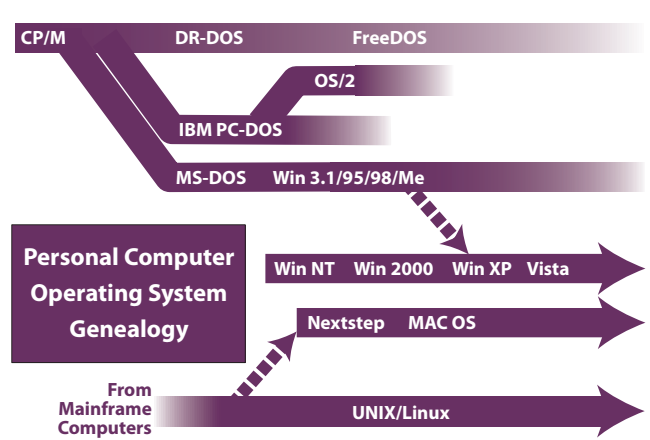 CP/M DR-DOS FreeDOS
OS/2
IBM PC-DOS
MS-DOS Win 3.1/95/98/Me
Personal Computer
Operating System
Genealogy
Win NT Win 2000 Win XP Vista
Nextstep MAC OS
From
Mainframe
Computers
UNIX/Linux